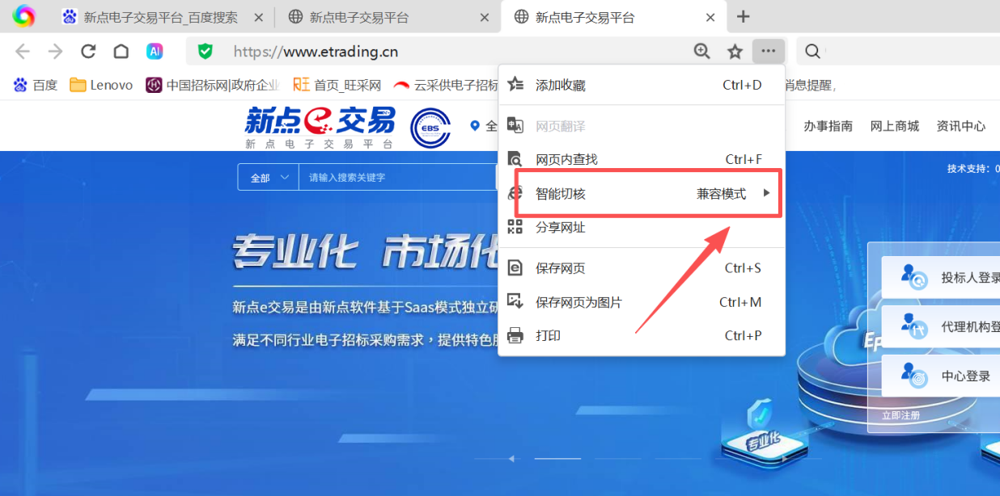 新点电子交易平台_百度搜索
新点电子交易平台
新点电子交易平台
AI
https://www.etrading.cn
百度
Lenovo
中国招标网|政府企业
旺 首页_旺采网
云采供电子招标
消息提醒,
添加收藏 Ctrl+D
网页翻译
网页内查找 Ctrl+F
智能切核 兼容模式
分享网址
保存网页 Ctrl+S
保存网页为图片 Ctrl+M
打印 Ctrl+P
新点e交易
新点电子交易平台
EBS
全
办事指南 网上商城 资讯中心
全部 请输入搜索关键字
技术支持：0
专业化 市场化
新点e交易是由新点软件基于Saas模式独立研
满足不同行业电子招标采购需求，提供特色服
投标人登录
代理机构登
中心登录
立即注册
Ep
专业化